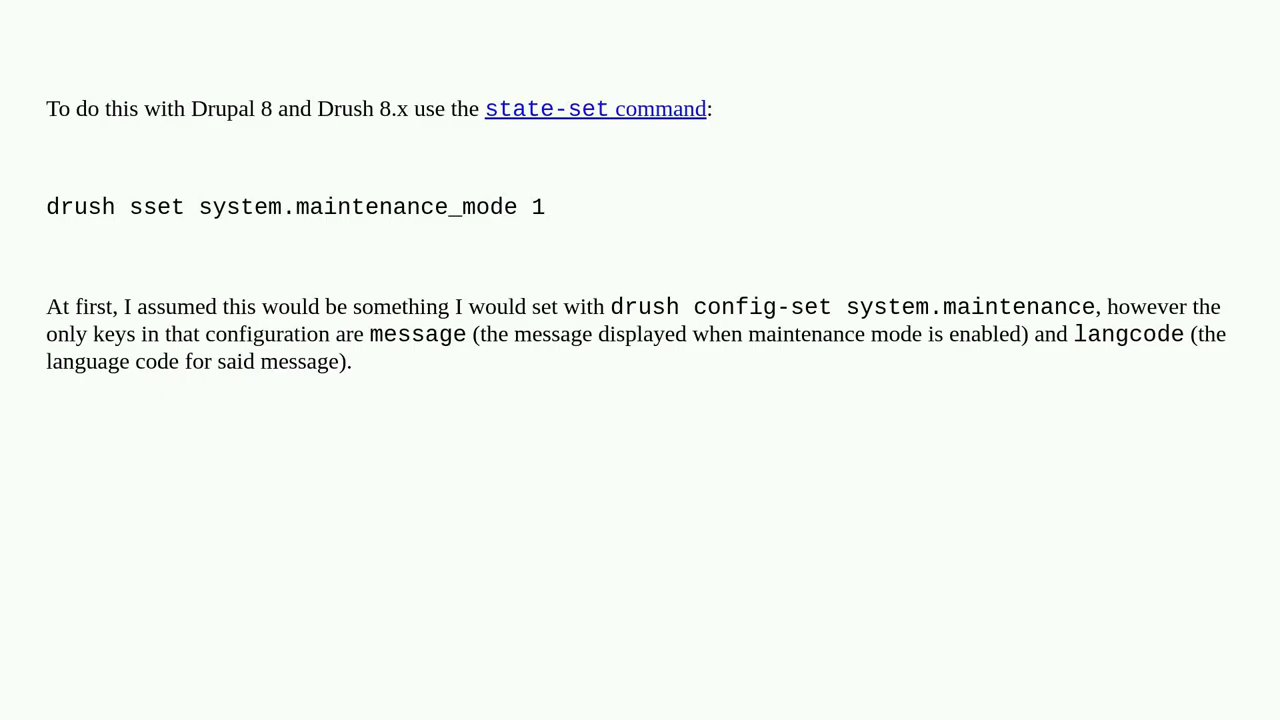 To do this with Drupal 8 and Drush 8.x use the state-set command:
drush sset system.maintenance_mode 1
At first, I assumed this would be something I would set with drush config-set system.maintenance, however the
only keys in that configuration are message (the message displayed when maintenance mode is enabled) and langcode (the
language code for said message).